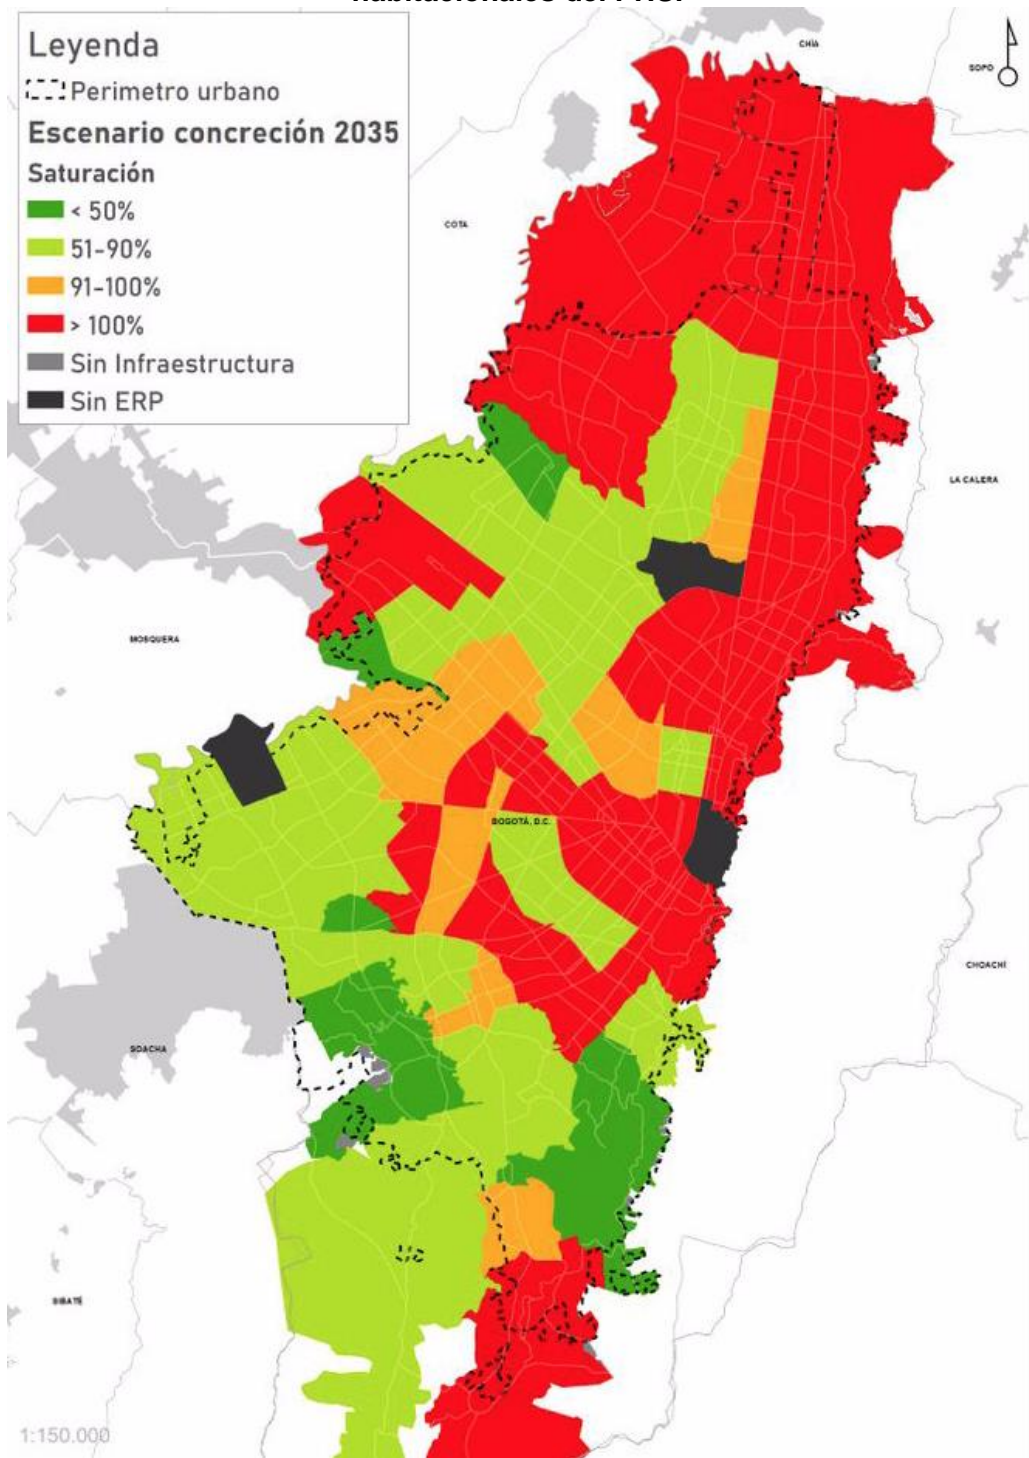 Leyenda
Perimetro urbano
Escenario concreción 2035
Saturación
< 50%
51-90%
91-100%
> 100%
Sin Infraestructura
Sin ERP
CHÍA
SOPO
COTA
LA CALERA
MOSQUERA
BOGOTÁ, D.C.
CHOACHÍ
SOACHA
SIBATÉ
1:150.000